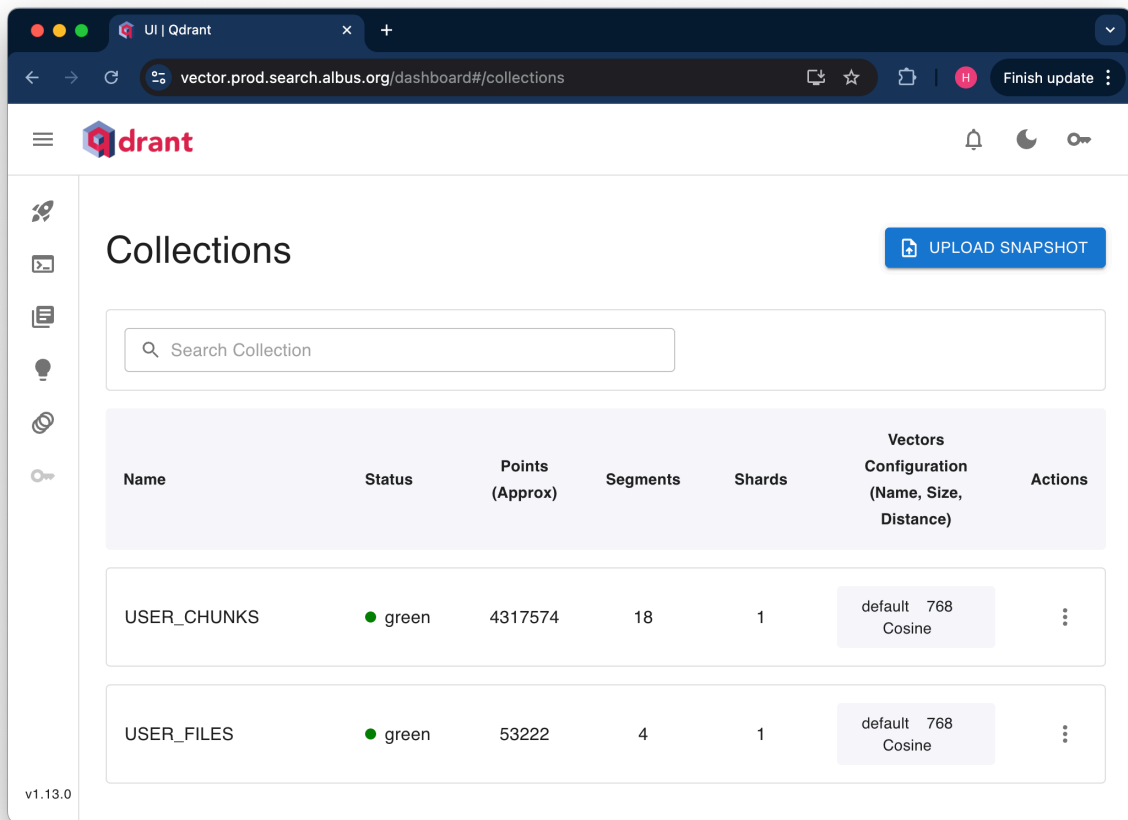 UI | Qdrant
vector.prod.search.albus.org/dashboard#/collections
H
Finish update
qdrant
Collections
UPLOAD SNAPSHOT
Search Collection
Name Status Points (Approx) Segments Shards Vectors Configuration (Name, Size, Distance) Actions
USER_CHUNKS green 4317574 18 1 default 768 Cosine
USER_FILES green 53222 4 1 default 768 Cosine
v1.13.0